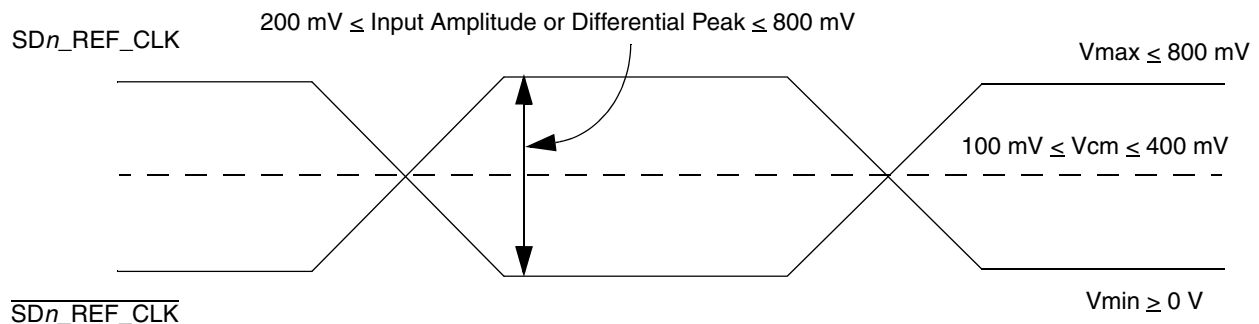 200 mV ≤ Input Amplitude or Differential Peak ≤ 800 mV
SDn_REF_CLK
Vmax ≤ 800 mV
100 mV ≤ Vcm ≤ 400 mV
Vmin ≥ 0 V
SDn_REF_CLK